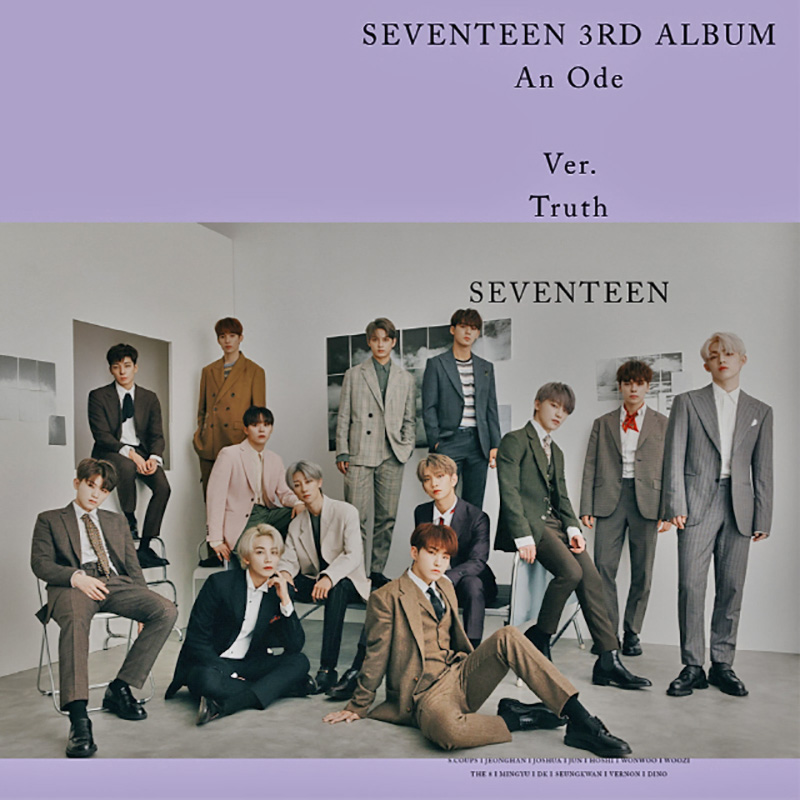 SEVENTEEN 3RD ALBUM
An Ode
Ver.
Truth
SEVENTEEN
S.COUPS I JEONGHAN I JOSHUA I JUN I HOSHI I WONWOO I WOOZI
THE 8 I MINGYU I DK I SEUNGKWAN I VERNON I DINO